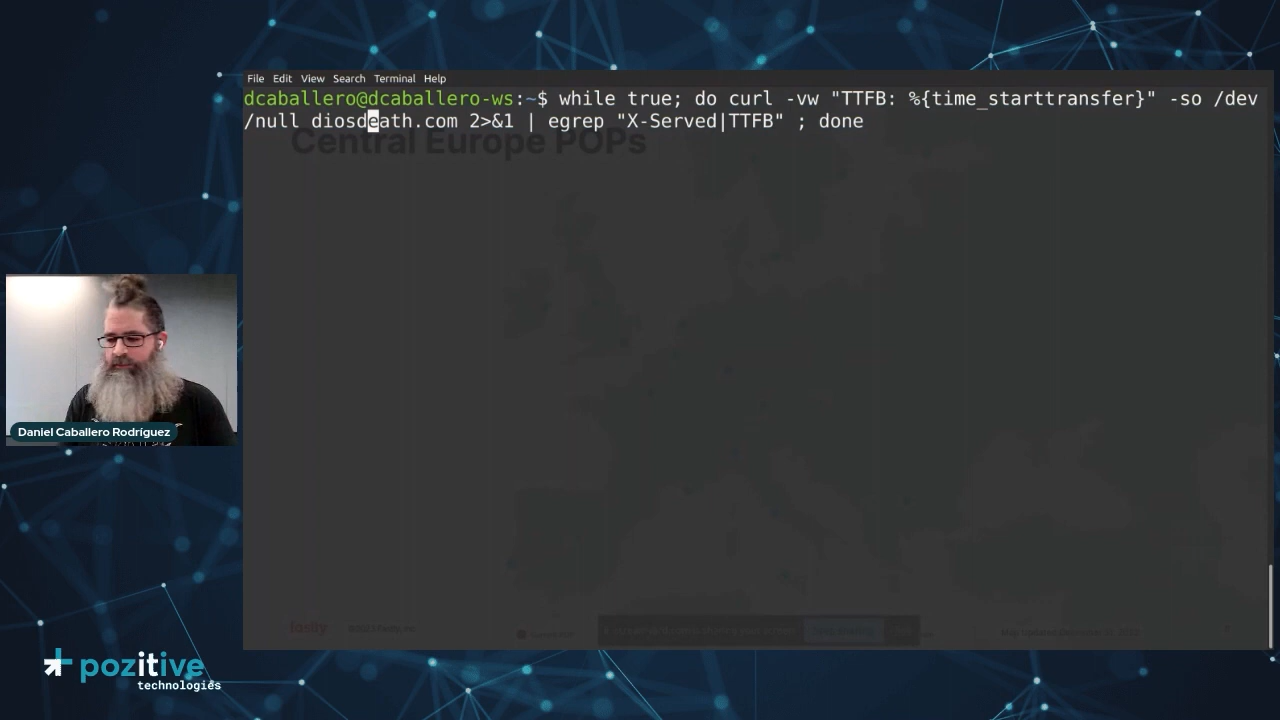 File Edit View Search Terminal Help
dcaballero@dcaballero-ws:~$ while true; do curl -vw "TTFB: %{time_starttransfer}" -so /dev
/null diosdeath.com 2>&1 | egrep "X-Served|TTFB" ; done
Central Europe POPs
Daniel Caballero Rodríguez
fastly
pozitive
technologies